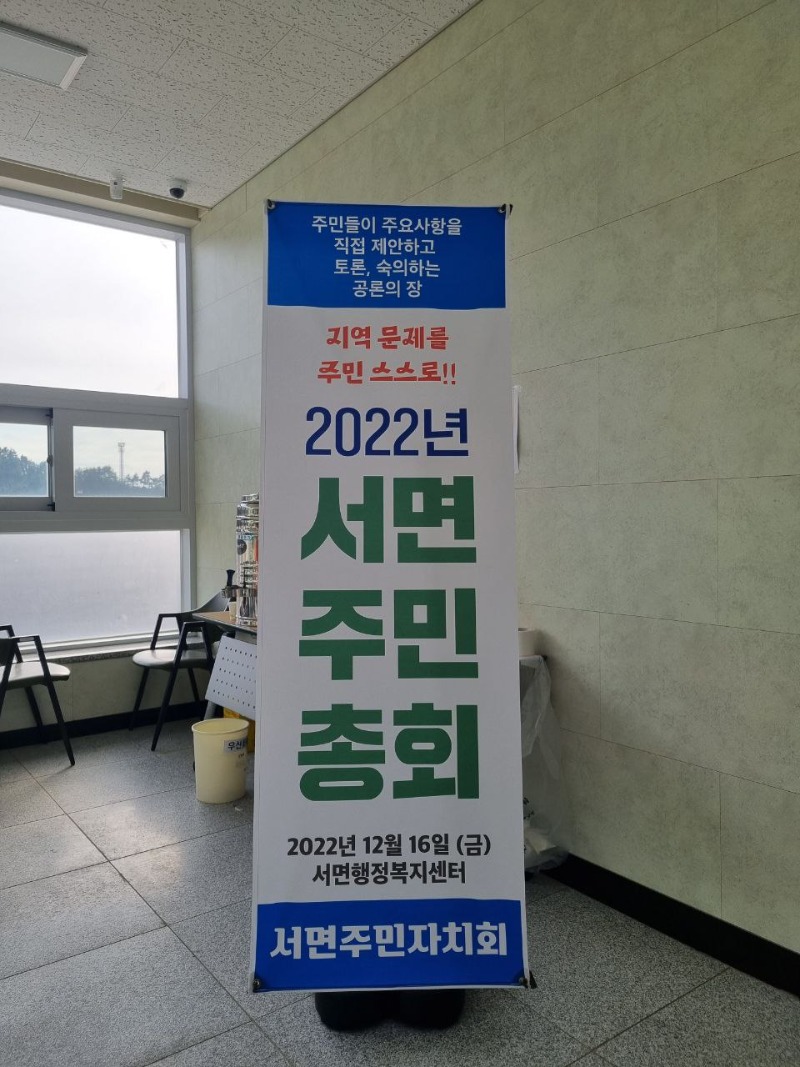 주민들이 주요사항을
직접 제안하고
토론, 숙의하는
공론의 장
지역 문제를
주민 스스로!!
2022년
서면
주민
총회
2022년 12월 16일 (금)
서면행정복지센터
서면주민자치회